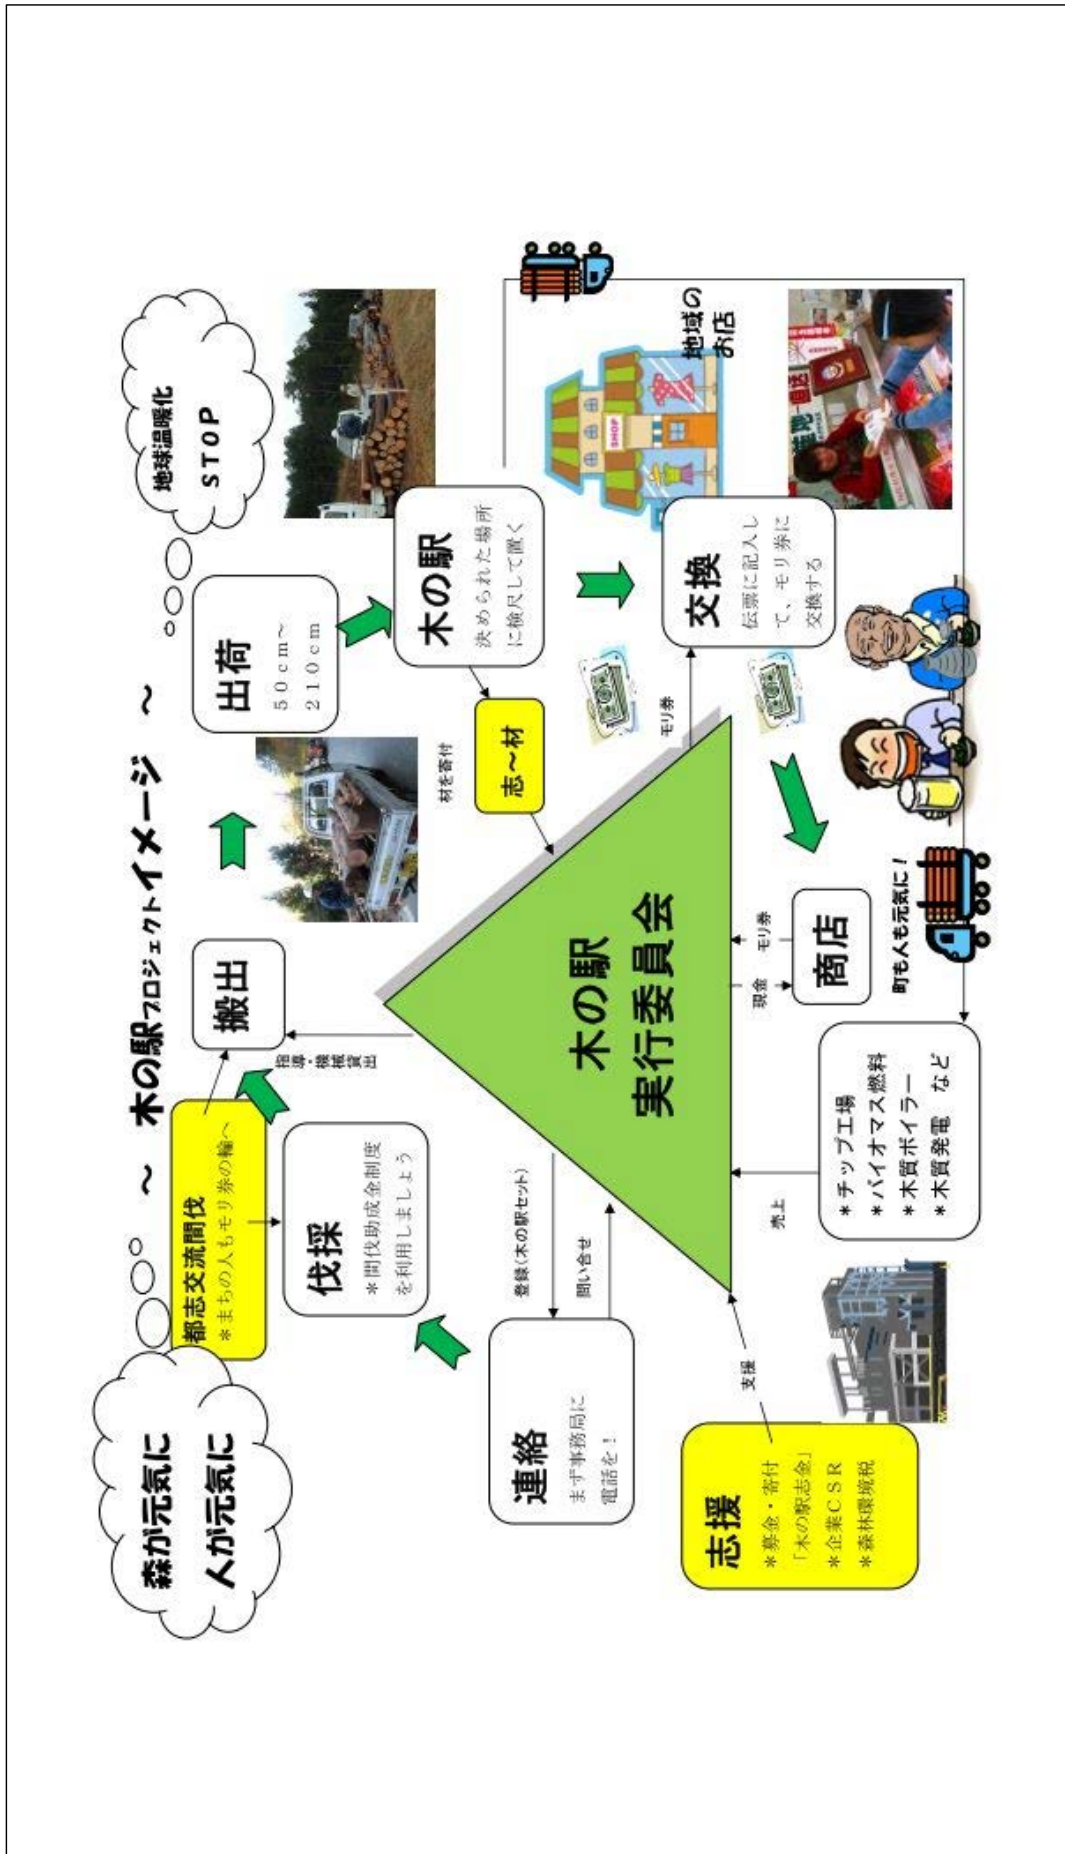 ～ 木の駅プロジェクトイメージ ～
森が元気に
人が元気に
地球温暖化
STOP
都志交流間伐
＊まちの人もモリ券の輪へ
搬出
出荷
50cm～
210cm
伐採
＊間伐助成金制度
を利用しましょう
指導・機械貸出
木の駅
決められた場所
に検尺して置く
材を寄付
志～材
連絡
まず事務局に
電話を！
登録（木の駅セット）
問い合せ
木の駅
実行委員会
モリ券
交換
伝票に記入し
て、モリ券に
交換する
SHOP
地域の
お店
志援
＊募金・寄付
「木の駅志金」
＊企業CSR
＊森林環境税
支援
売上
現金
モリ券
商店
＊チップ工場
＊バイオマス燃料
＊木質ボイラー
＊木質発電　など
町も人も元気に！